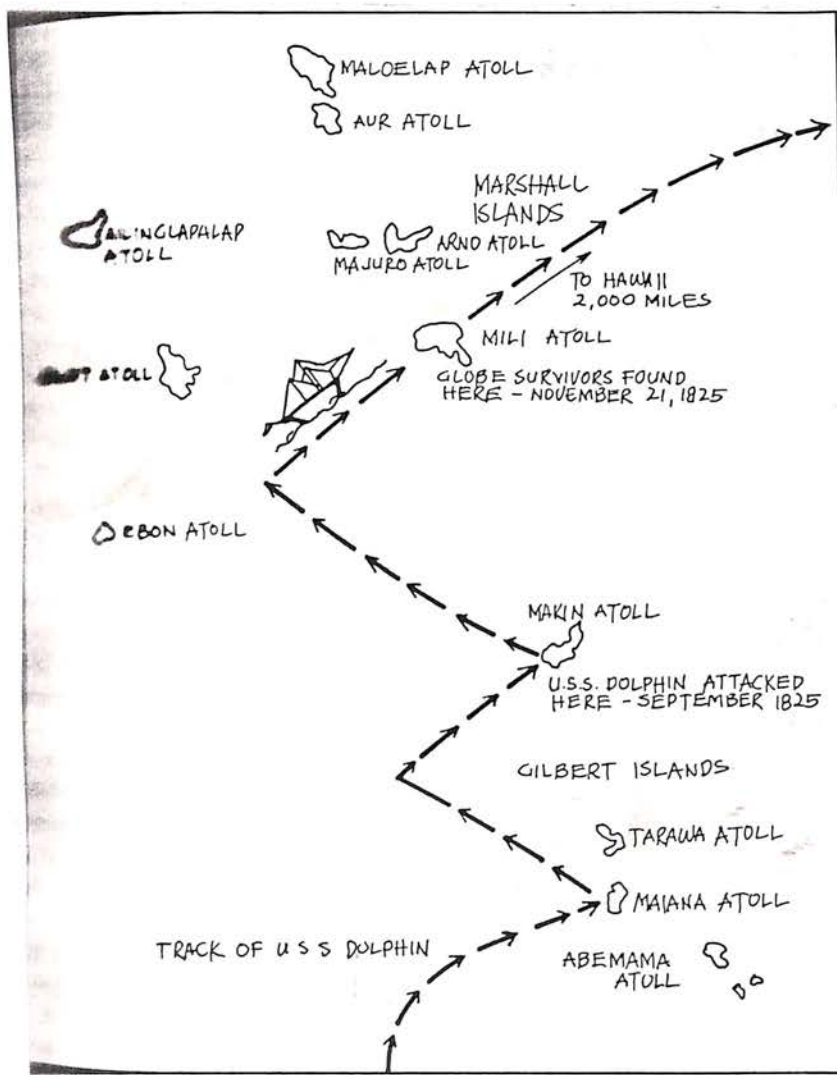 MALOELAP ATOLL
AUR ATOLL
MARSHALL
ISLANDS
AILINGLAPALAP
ATOLL
ARNO ATOLL
MAJURO ATOLL
TO HAWAII
2,000 MILES
MILI ATOLL
ATOLL
GLOBE SURVIVORS FOUND
HERE - NOVEMBER 21, 1825
EBON ATOLL
MAKIN ATOLL
U.S.S. DOLPHIN ATTACKED
HERE - SEPTEMBER 1825
GILBERT ISLANDS
TARAWA ATOLL
MAIANA ATOLL
TRACK OF U S S DOLPHIN
ABEMAMA
ATOLL